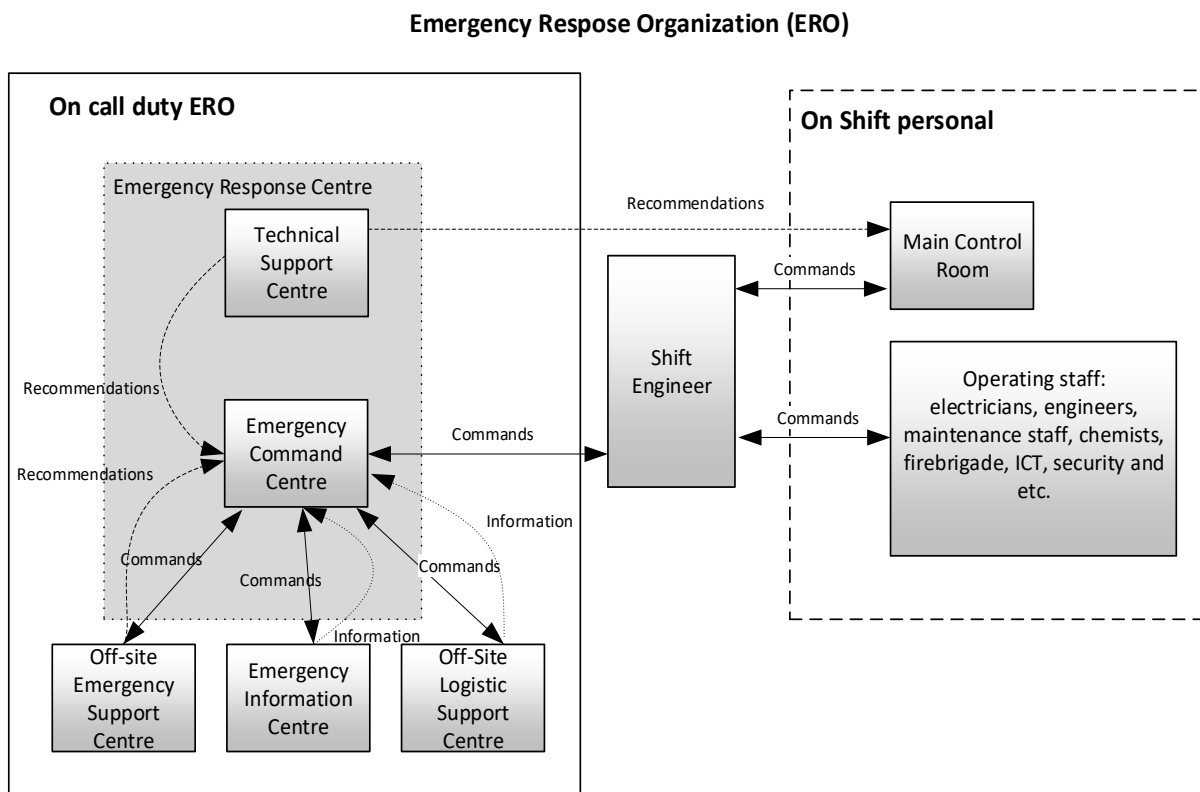 Emergency Respose Organization (ERO)
On call duty ERO
On Shift personal
Emergency Response Centre
Technical
Support
Centre
Recommendations
Main Control
Room
Commands
Shift
Engineer
Recommendations
Operating staff:
electricians, engineers,
maintenance staff, chemists,
firebrigade, ICT, security and
etc.
Commands
Emergency
Command
Centre
Commands
Recommendations
Information
Commands
Commands
Commands
Information
Off-site
Emergency
Support
Centre
Emergency
Information
Centre
Off-Site
Logistic
Support
Centre